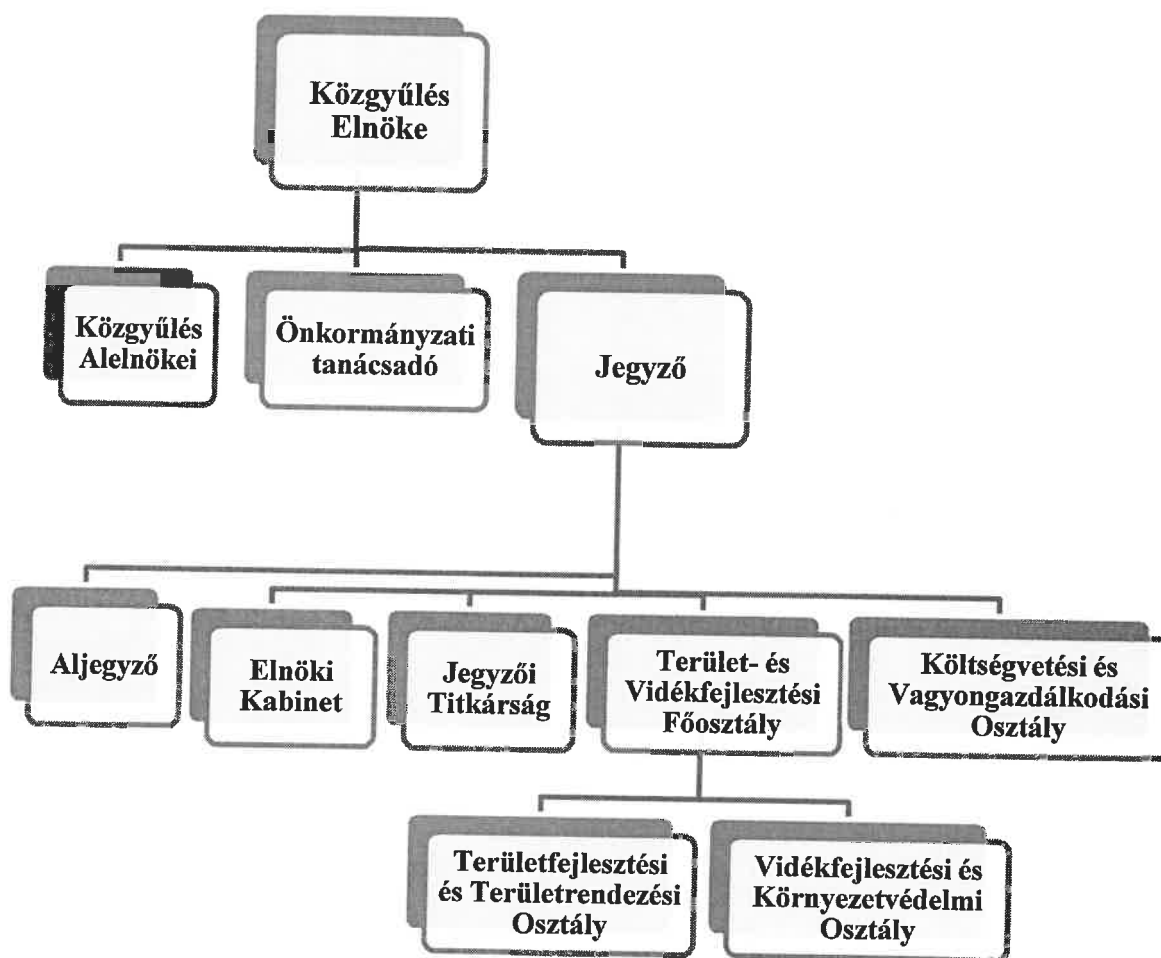 Közgyűlés
Elnöke
Közgyűlés
Alelnökei
Önkormányzati
tanácsadó
Jegyző
Aljegyző
Elnöki
Kabinet
Jegyzői
Titkárság
Terület- és
Vidékfejlesztési
Főosztály
Költségvetési és
Vagyongazdálkodási
Osztály
Területfejlesztési
és Területrendezési
Osztály
Vidékfejlesztési és
Környezetvédelmi
Osztály